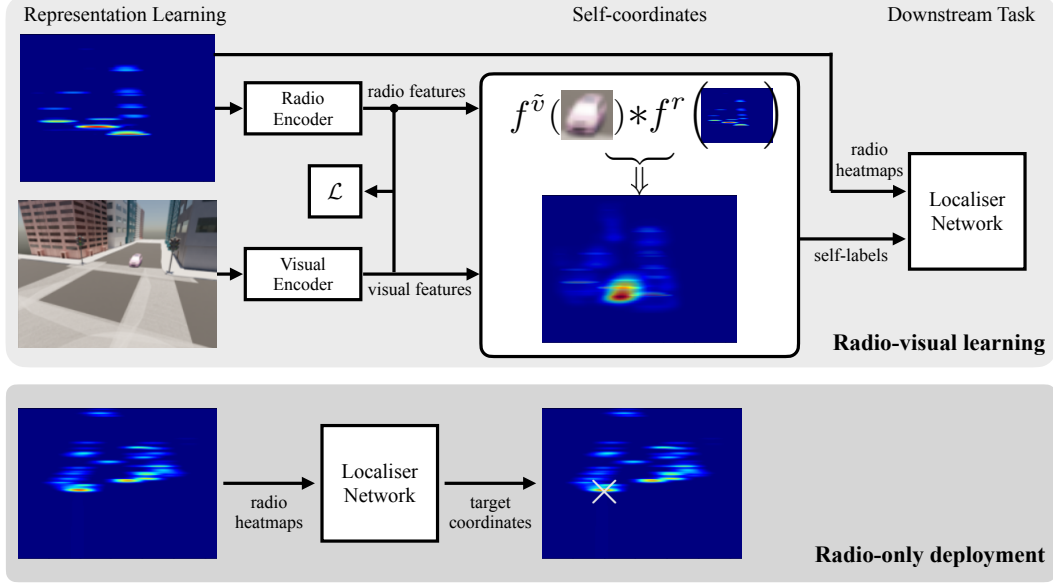 Representation Learning
Self-coordinates
Downstream Task
Radio
Encoder
radio features
ℒ
Visual
Encoder
visual features
f^ṽ( ) * f^r( )
⇓
radio
heatmaps
self-labels
Localiser
Network
Radio-visual learning
radio
heatmaps
Localiser
Network
target
coordinates
Radio-only deployment